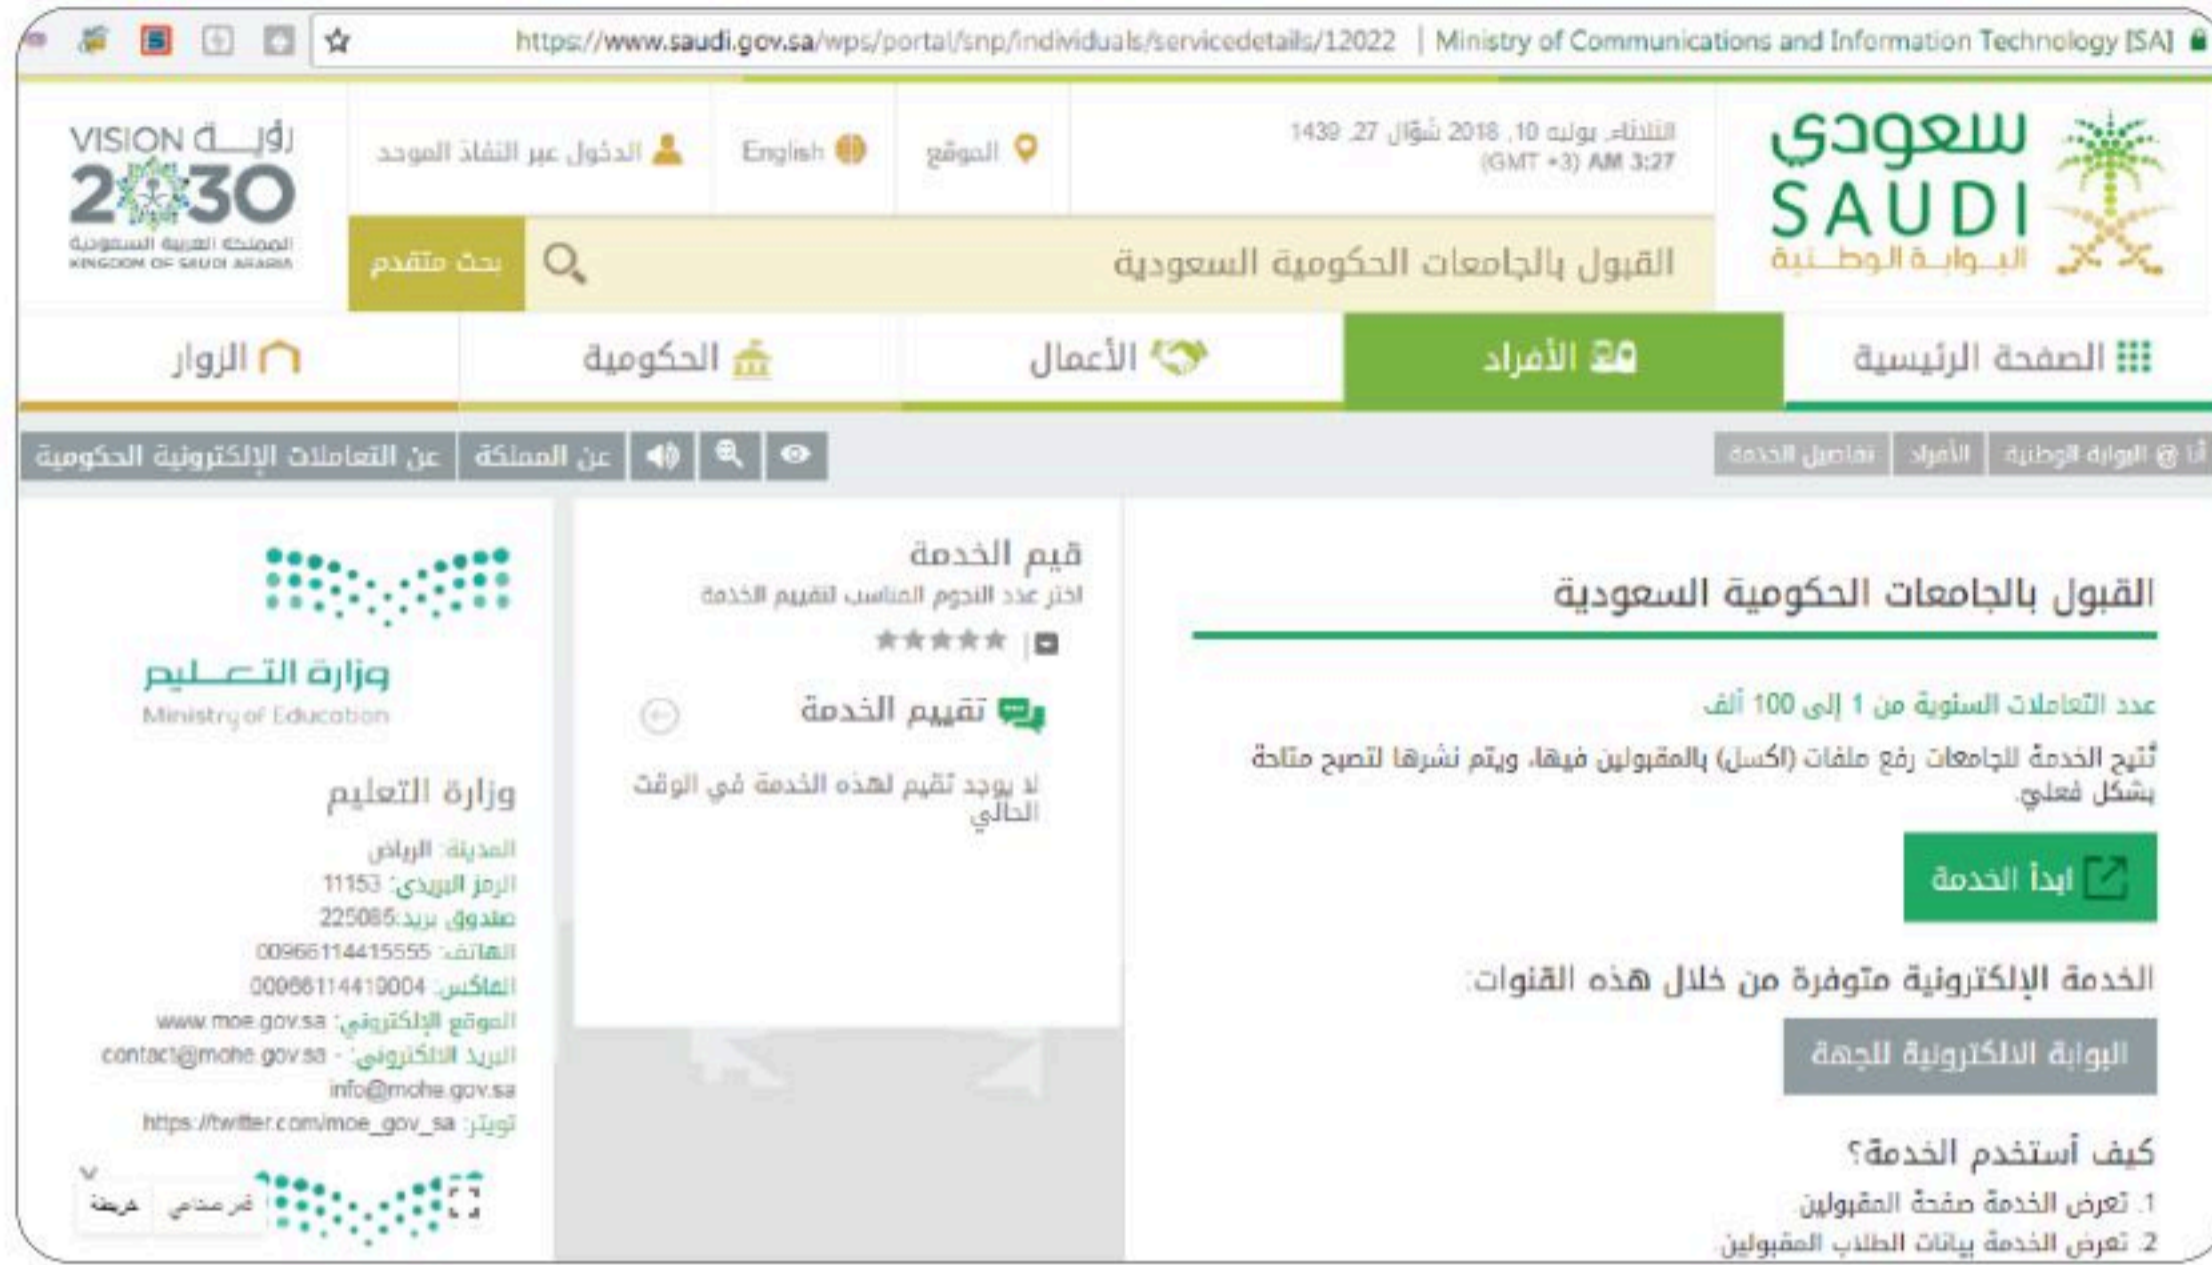 https://www.saudi.gov.sa/wps/portal/snp/individuals/servicedetails/12022 | Ministry of Communications and Information Technology [SA]
سعودي
SAUDI
البوابة الوطنية
الثلاثاء, يوليه 10, 2018 شوّال 27, 1439
(GMT +3) AM 3:27
الموقع
English
الدخول عبر النفاذ الموحد
رؤية VISION
2030
المملكة العربية السعودية
KINGDOM OF SAUDI ARABIA
القبول بالجامعات الحكومية السعودية
بحث متقدم
الصفحة الرئيسية
الأفراد
الأعمال
الحكومية
الزوار
أنا @ البوابة الوطنية
الأفراد
تفاصيل الخدمة
عن المملكة
عن التعاملات الإلكترونية الحكومية
القبول بالجامعات الحكومية السعودية
عدد التعاملات السنوية من 1 إلى 100 ألف
تُتيح الخدمة للجامعات رفع ملفات (اكسل) بالمقبولين فيها، ويتم نشرها لتصبح متاحة
بشكل فعليّ.
ابدأ الخدمة
الخدمة الإلكترونية متوفرة من خلال هذه القنوات:
البوابة الالكترونية للجهة
كيف أستخدم الخدمة؟
1. تعرض الخدمة صفحة المقبولين.
2. تعرض الخدمة بيانات الطلاب المقبولين.
قيم الخدمة
اختر عدد النجوم المناسب لتقييم الخدمة
تقييم الخدمة
لا يوجد تقيم لهذه الخدمة في الوقت
الحالي
وزارة التعليم
Ministry of Education
وزارة التعليم
المدينة: الرياض
الرمز البريدي: 11153
صندوق بريد:225085
الهاتف: 00966114415555
الفاكس: 00966114419004
الموقع الإلكتروني: www.moe.gov.sa
البريد الالكتروني: - contact@mohe.gov.sa
info@mohe.gov.sa
تويتر: https://twitter.com/moe_gov_sa
قمر صناعي
خريطة